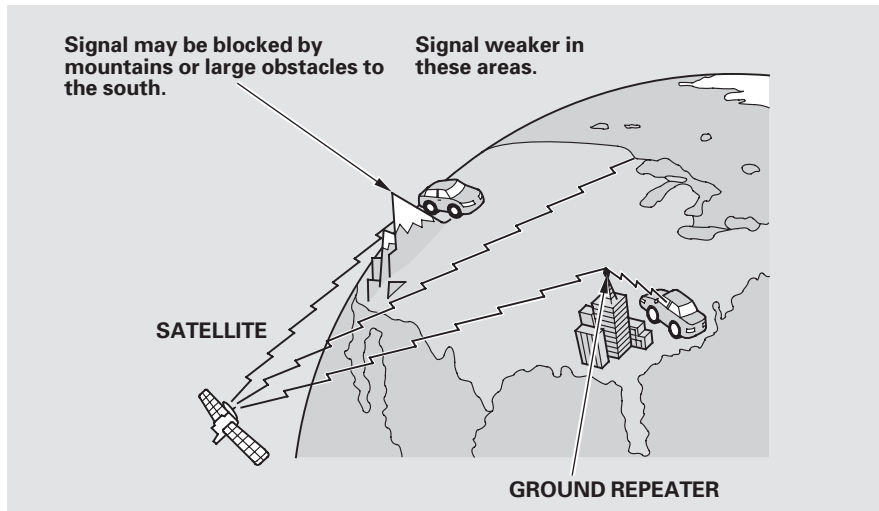 Signal may be blocked by
mountains or large obstacles to
the south.
Signal weaker in
these areas.
SATELLITE
GROUND REPEATER